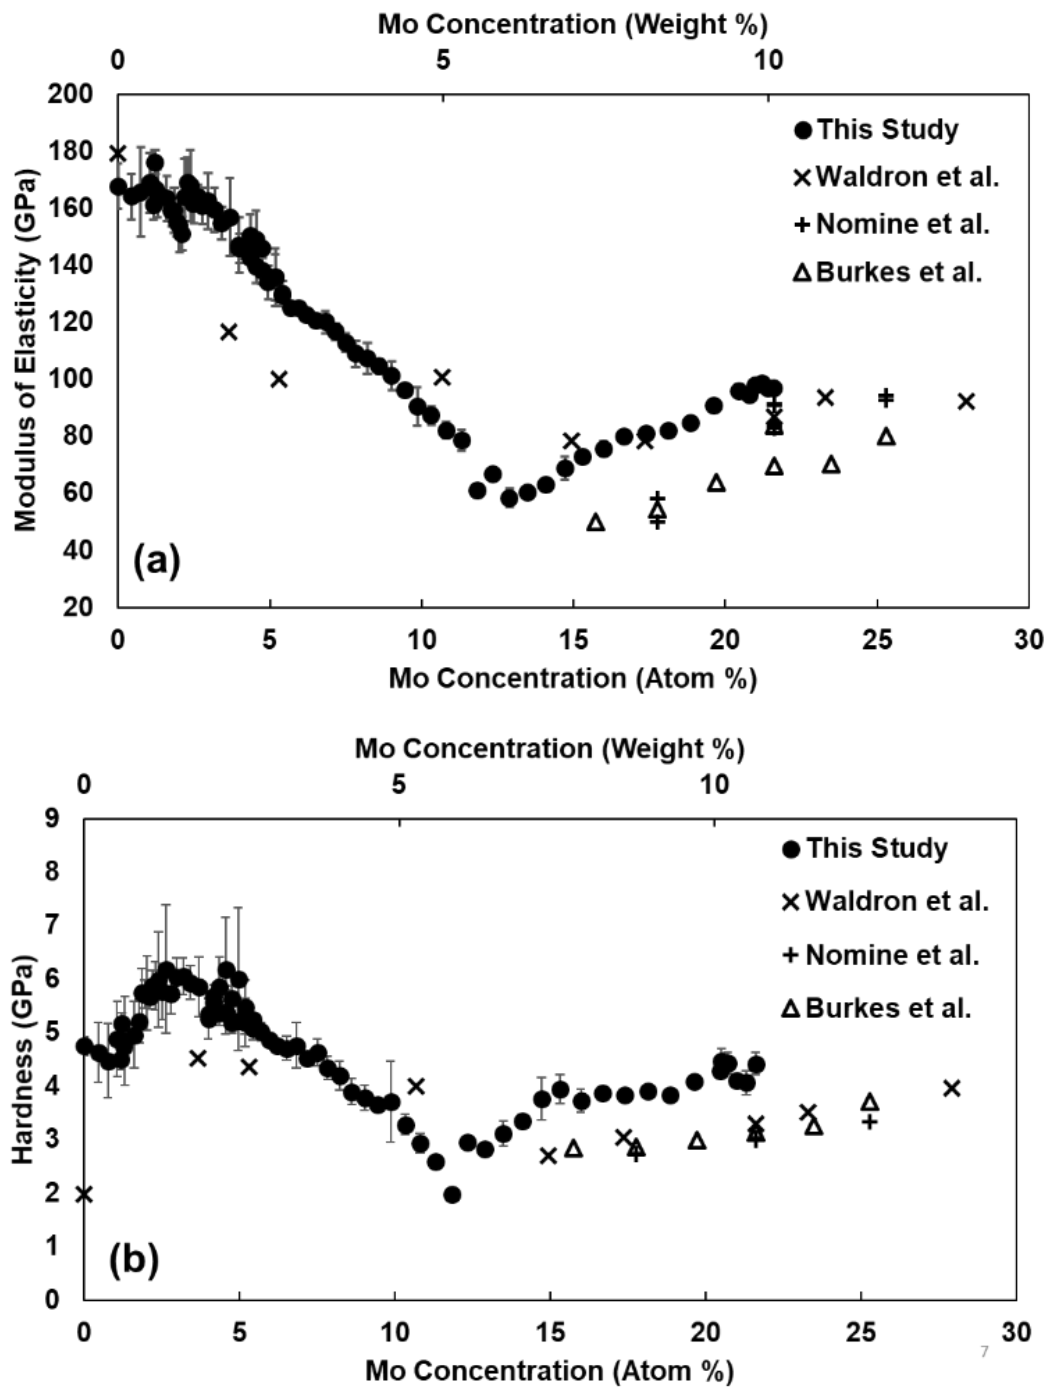 Mo Concentration (Weight %)
0 5 10
200
180
160
140
120
100
80
60
40
20
Modulus of Elasticity (GPa)
This Study
Waldron et al.
Nomine et al.
Burkes et al.
(a)
0 5 10 15 20 25 30
Mo Concentration (Atom %)
Mo Concentration (Weight %)
0 5 10
9
8
7
6
5
4
3
2
1
0
Hardness (GPa)
This Study
Waldron et al.
Nomine et al.
Burkes et al.
(b)
0 5 10 15 20 25 30
Mo Concentration (Atom %)
7